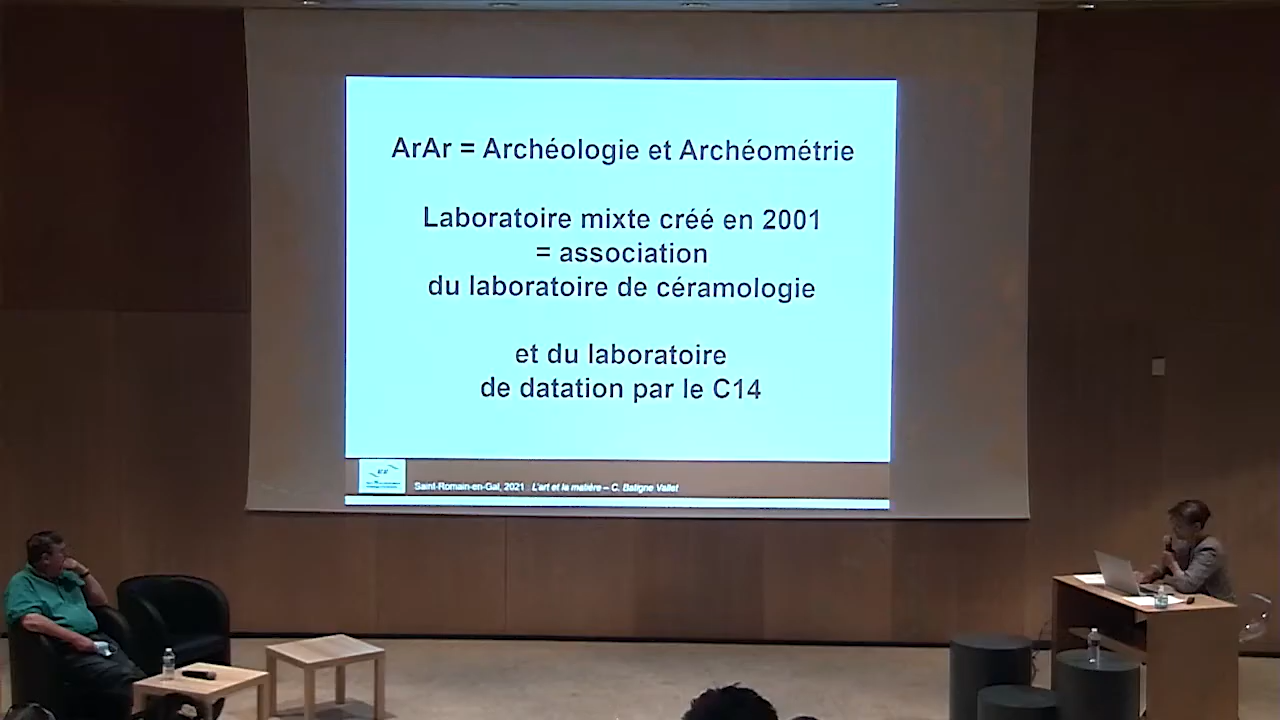 ArAr = Archéologie et Archéométrie
Laboratoire mixte créé en 2001
= association
du laboratoire de céramologie
et du laboratoire
de datation par le C14
Saint-Romain-en-Gal, 2021 L'art et la matière – C. Batigne Vallet